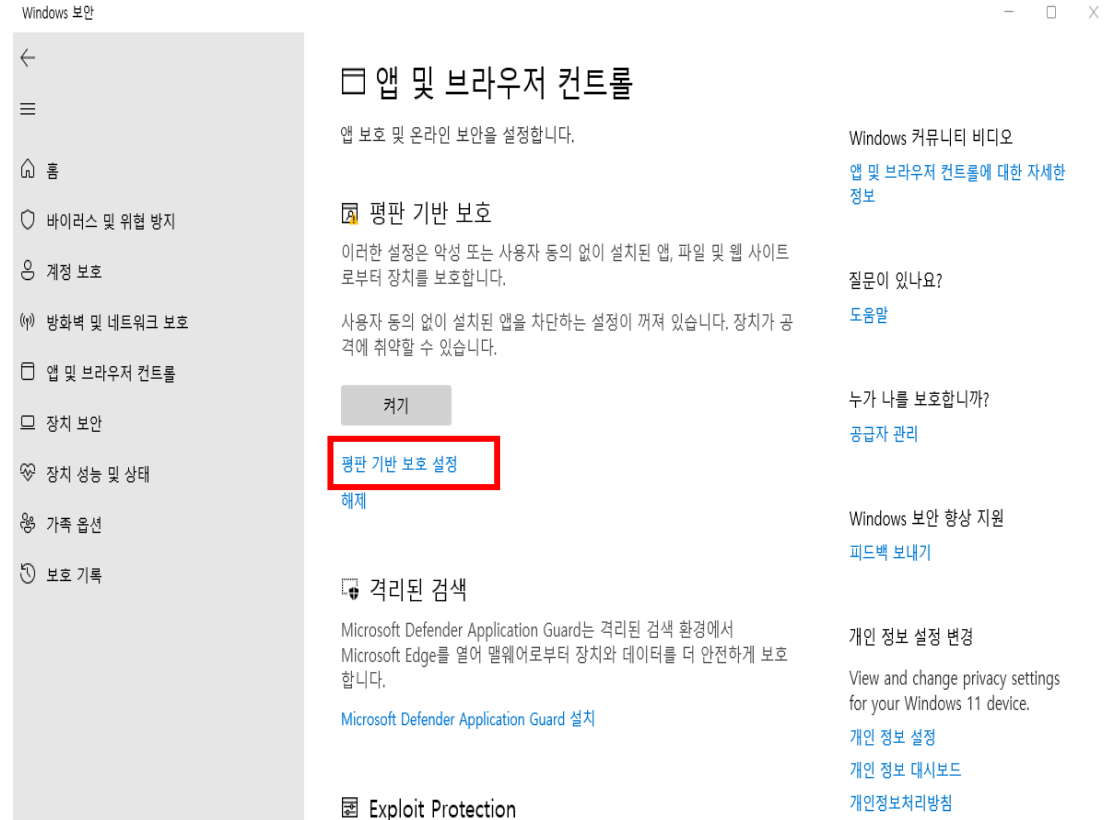 Windows 보안
홈
바이러스 및 위협 방지
계정 보호
방화벽 및 네트워크 보호
앱 및 브라우저 컨트롤
장치 보안
장치 성능 및 상태
가족 옵션
보호 기록
앱 및 브라우저 컨트롤
앱 보호 및 온라인 보안을 설정합니다.
평판 기반 보호
이러한 설정은 악성 또는 사용자 동의 없이 설치된 앱, 파일 및 웹 사이트
로부터 장치를 보호합니다.
사용자 동의 없이 설치된 앱을 차단하는 설정이 꺼져 있습니다. 장치가 공
격에 취약할 수 있습니다.
켜기
평판 기반 보호 설정
해제
격리된 검색
Microsoft Defender Application Guard는 격리된 검색 환경에서
Microsoft Edge를 열어 맬웨어로부터 장치와 데이터를 더 안전하게 보호
합니다.
Microsoft Defender Application Guard 설치
Exploit Protection
Windows 커뮤니티 비디오
앱 및 브라우저 컨트롤에 대한 자세한
정보
질문이 있나요?
도움말
누가 나를 보호합니까?
공급자 관리
Windows 보안 향상 지원
피드백 보내기
개인 정보 설정 변경
View and change privacy settings
for your Windows 11 device.
개인 정보 설정
개인 정보 대시보드
개인정보처리방침